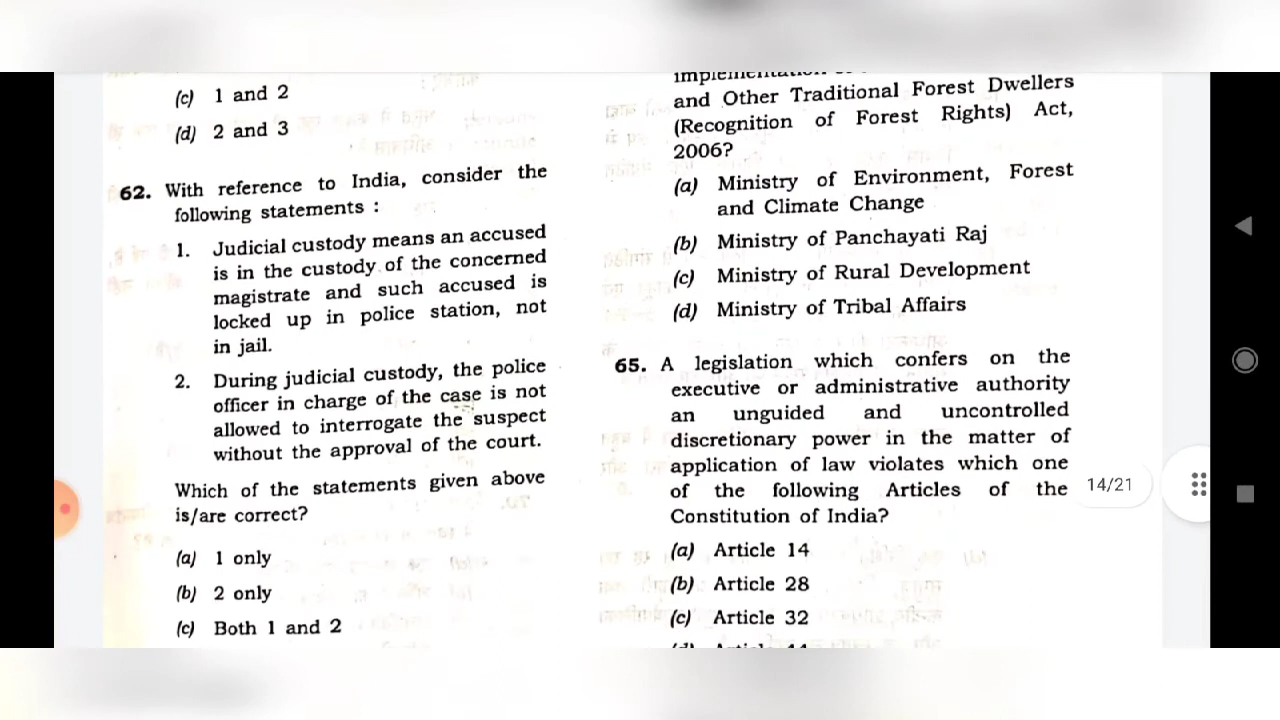 (c) 1 and 2
(d) 2 and 3
62. With reference to India, consider the
following statements :
1. Judicial custody means an accused
is in the custody of the concerned
magistrate and such accused is
locked up in police station, not
in jail.
2. During judicial custody, the police
officer in charge of the case is not
allowed to interrogate the suspect
without the approval of the court.
Which of the statements given above
is/are correct?
(a) 1 only
(b) 2 only
(c) Both 1 and 2
implementation
and Other Traditional Forest Dwellers
(Recognition of Forest Rights) Act,
2006?
(a) Ministry of Environment, Forest
and Climate Change
(b) Ministry of Panchayati Raj
(c) Ministry of Rural Development
(d) Ministry of Tribal Affairs
65. A legislation which confers on the
executive or administrative authority
an unguided and uncontrolled
discretionary power in the matter of
application of law violates which one
of the following Articles of the
Constitution of India?
(a) Article 14
(b) Article 28
(c) Article 32
14/21